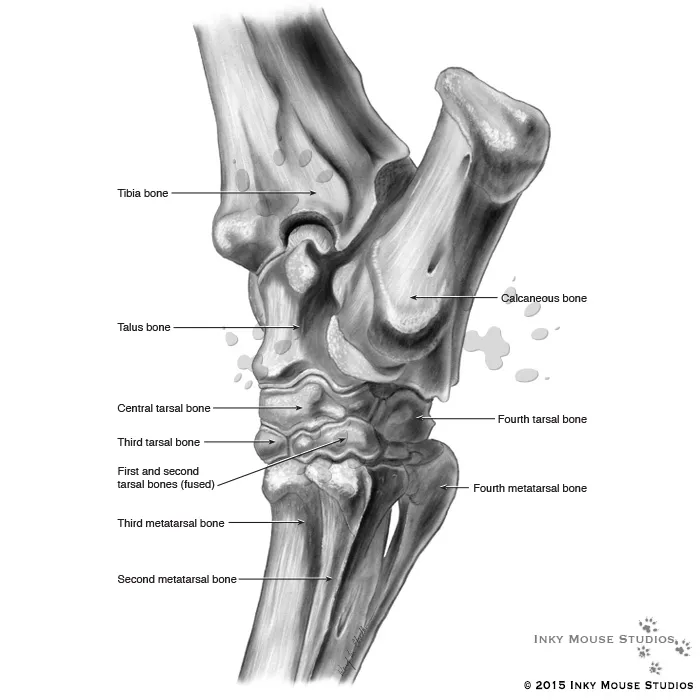 Tibia bone
Calcaneous bone
Talus bone
Central tarsal bone
Fourth tarsal bone
Third tarsal bone
First and second
tarsal bones (fused)
Fourth metatarsal bone
Third metatarsal bone
Second metatarsal bone
INKY MOUSE STUDIOS
© 2015 INKY MOUSE STUDIOS